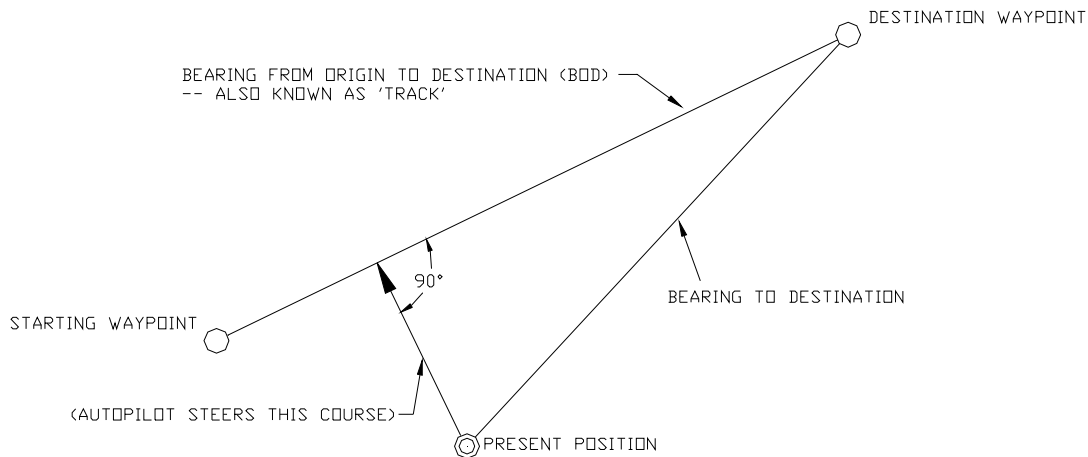 DESTINATION WAYPOINT
BEARING FROM ORIGIN TO DESTINATION (BOD)
-- ALSO KNOWN AS 'TRACK'
90°
BEARING TO DESTINATION
STARTING WAYPOINT
(AUTOPILOT STEERS THIS COURSE)
PRESENT POSITION